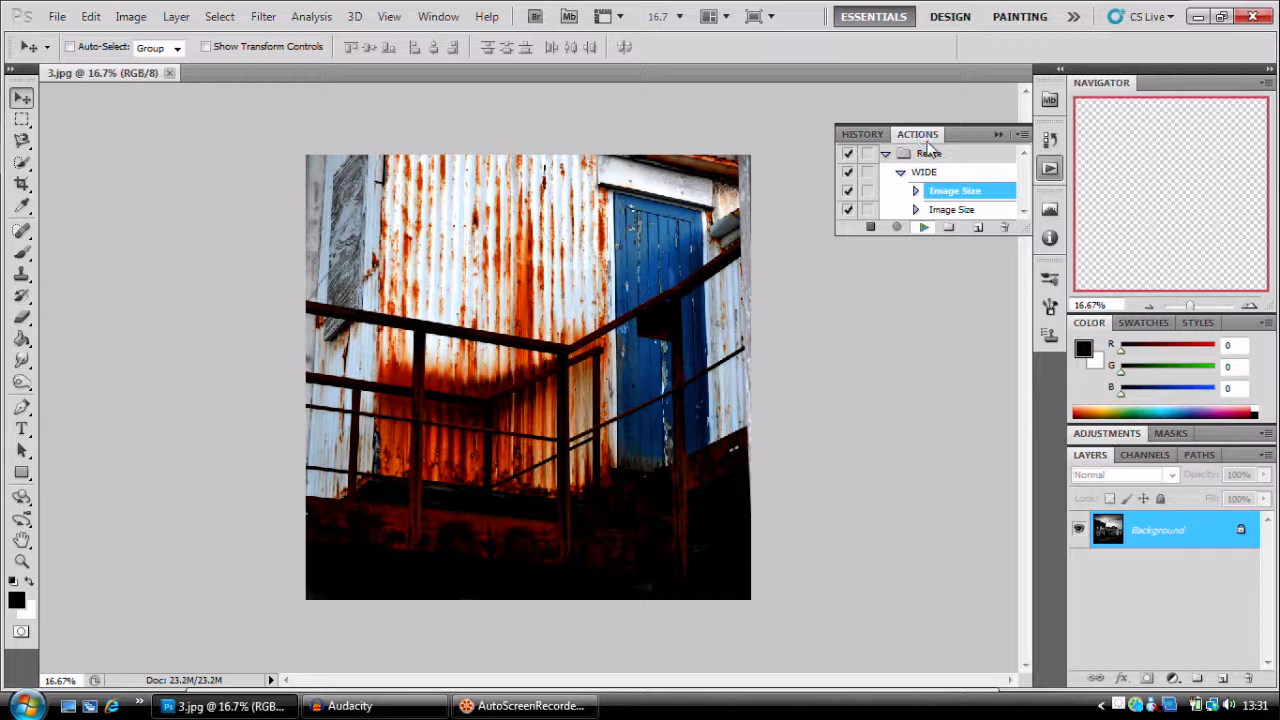 Ps File Edit Image Layer Select Filter Analysis 3D View Window Help Br Mb 16.7 ESSENTIALS DESIGN PAINTING CS Live
Auto-Select: Group Show Transform Controls
3.jpg @ 16.7% (RGB/8)
HISTORY ACTIONS
WIDE
Image Size
Image Size
Mb
NAVIGATOR
16.67%
COLOR SWATCHES STYLES
R 0
G 0
B 0
ADJUSTMENTS MASKS
LAYERS CHANNELS PATHS
Normal Opacity: 100%
Lock: Fill: 100%
Background
16.67% Doc: 23.2M/23.2M
3.jpg @ 16.7% (RGB... Audacity AutoScreenRecorde... 13:31